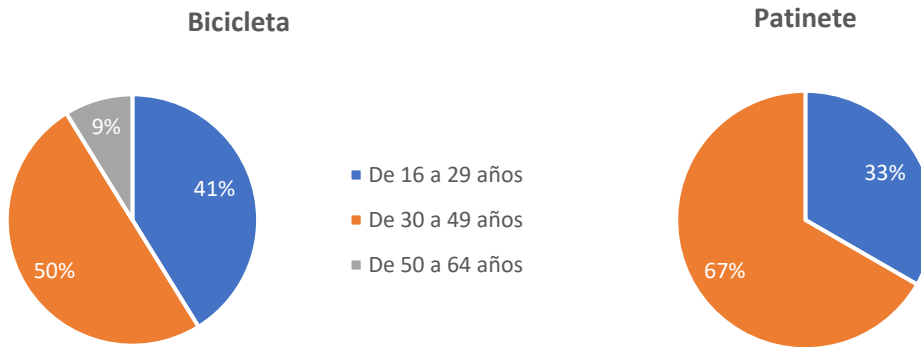 Bicicleta
9%
41%
50%
De 16 a 29 años
De 30 a 49 años
De 50 a 64 años
Patinete
33%
67%